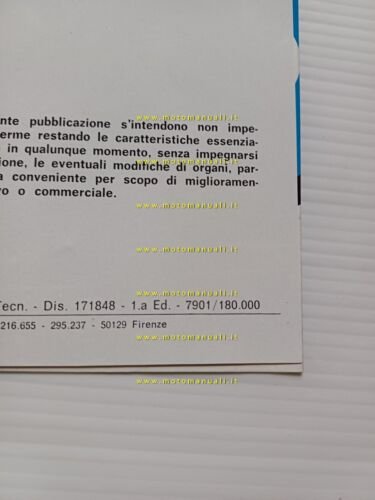 www.motomanuali.it
nte pubblicazione s'intendono non impe-
erme restando le caratteristiche essenzia-
in qualunque momento, senza impegnarsi
ione, le eventuali modifiche di organi, par-
a conveniente per scopo di miglioramen-
vo o commerciale.
www.motomanuali.it
www.motomanuali.it
www.motomanuali.it
Tecn. - Dis. 171848 - 1.a Ed. - 7901/180.000
216.655 - 295.237 - 50129 Firenze
www.motomanuali.it